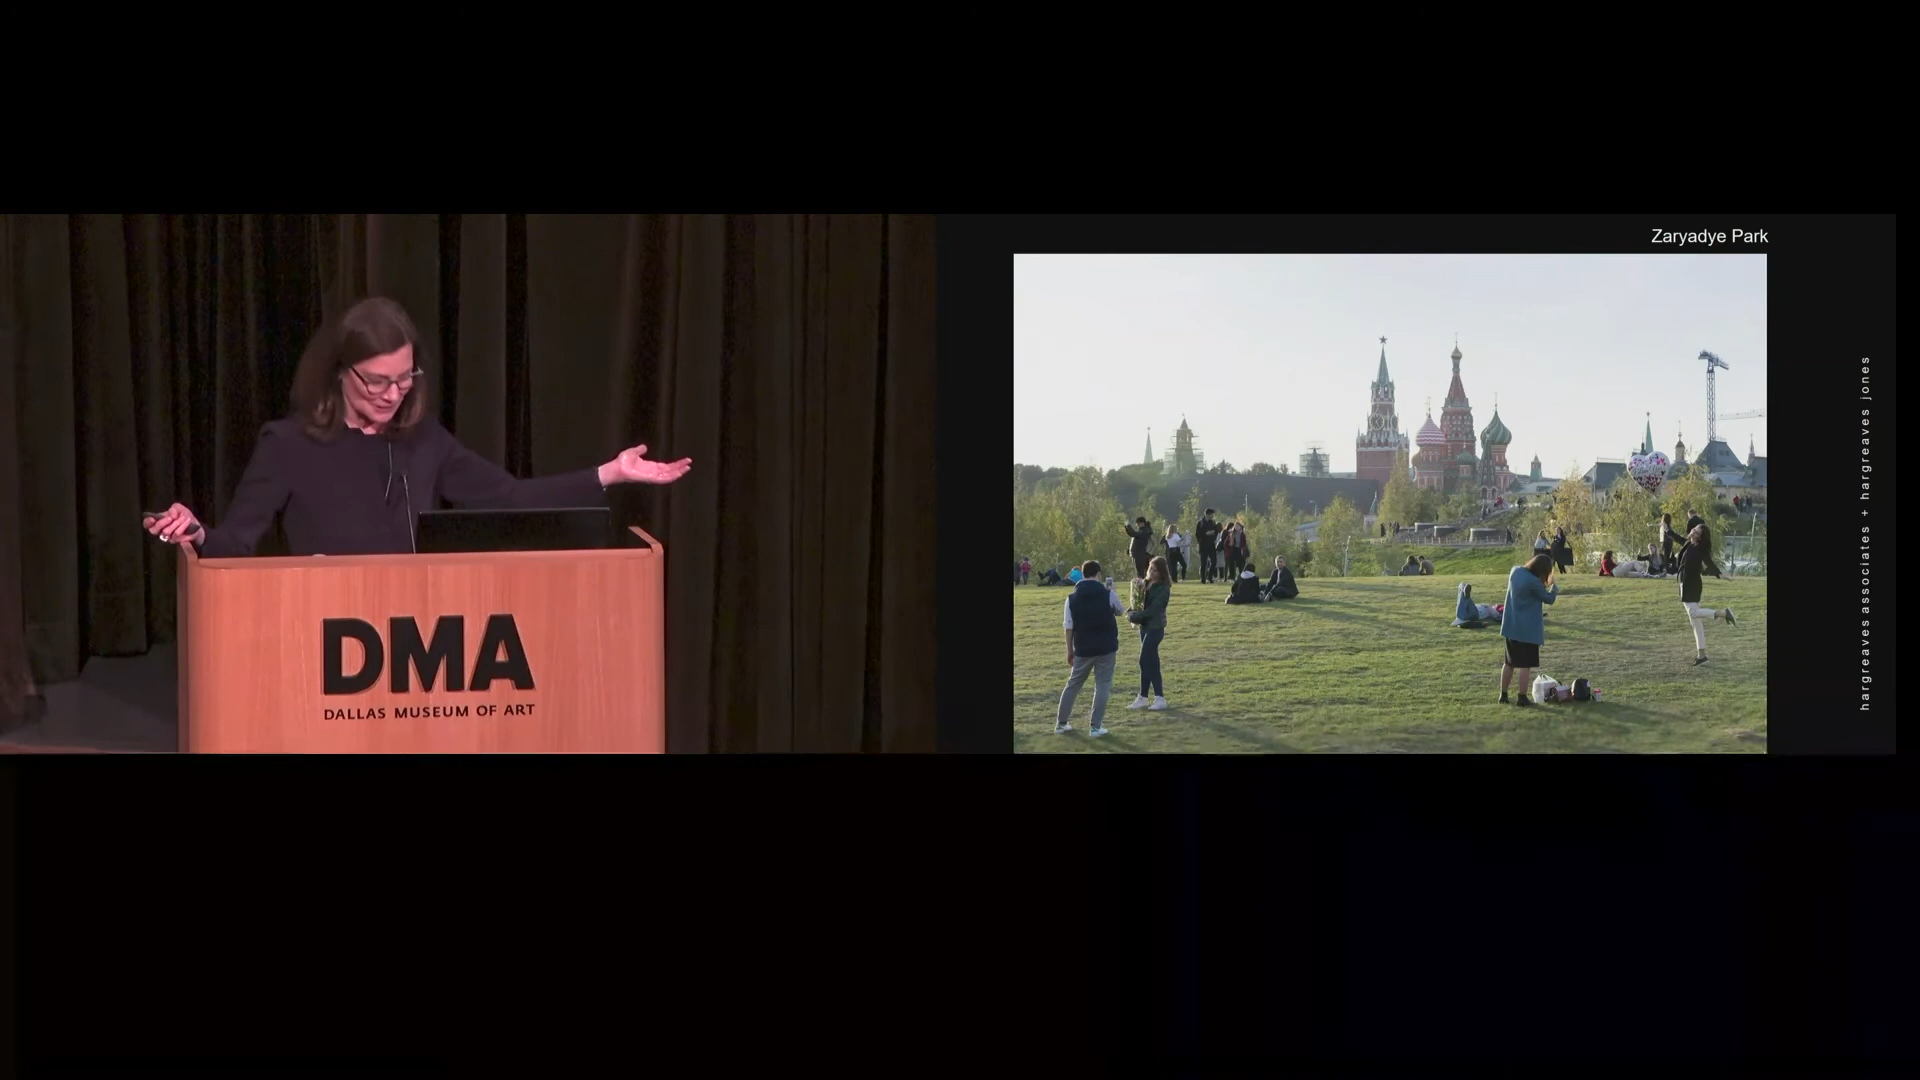 DMA
DALLAS MUSEUM OF ART
Zaryadye Park
hargreaves associates + hargreaves jones